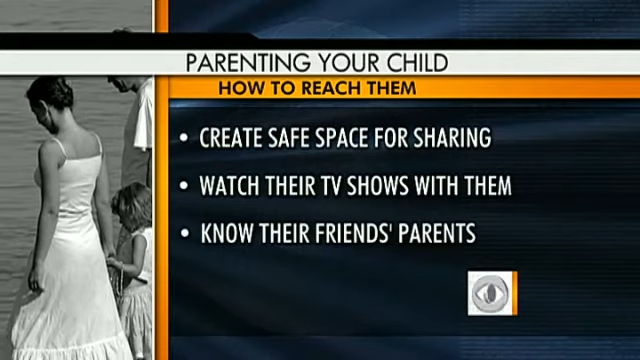 PARENTING YOUR CHILD
HOW TO REACH THEM
• CREATE SAFE SPACE FOR SHARING
• WATCH THEIR TV SHOWS WITH THEM
• KNOW THEIR FRIENDS' PARENTS